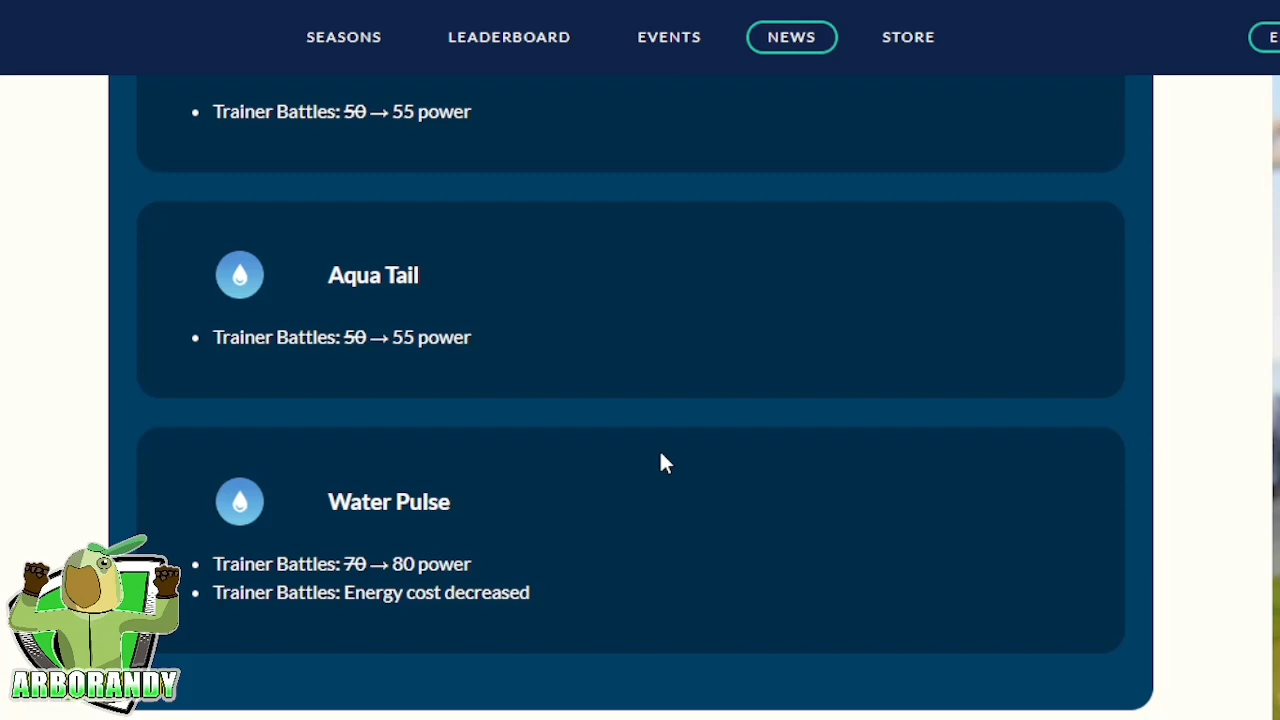 SEASONS LEADERBOARD EVENTS NEWS STORE E
• Trainer Battles: 50 → 55 power
Aqua Tail
• Trainer Battles: 50 → 55 power
Water Pulse
• Trainer Battles: 70 → 80 power
• Trainer Battles: Energy cost decreased
ARBORANDY